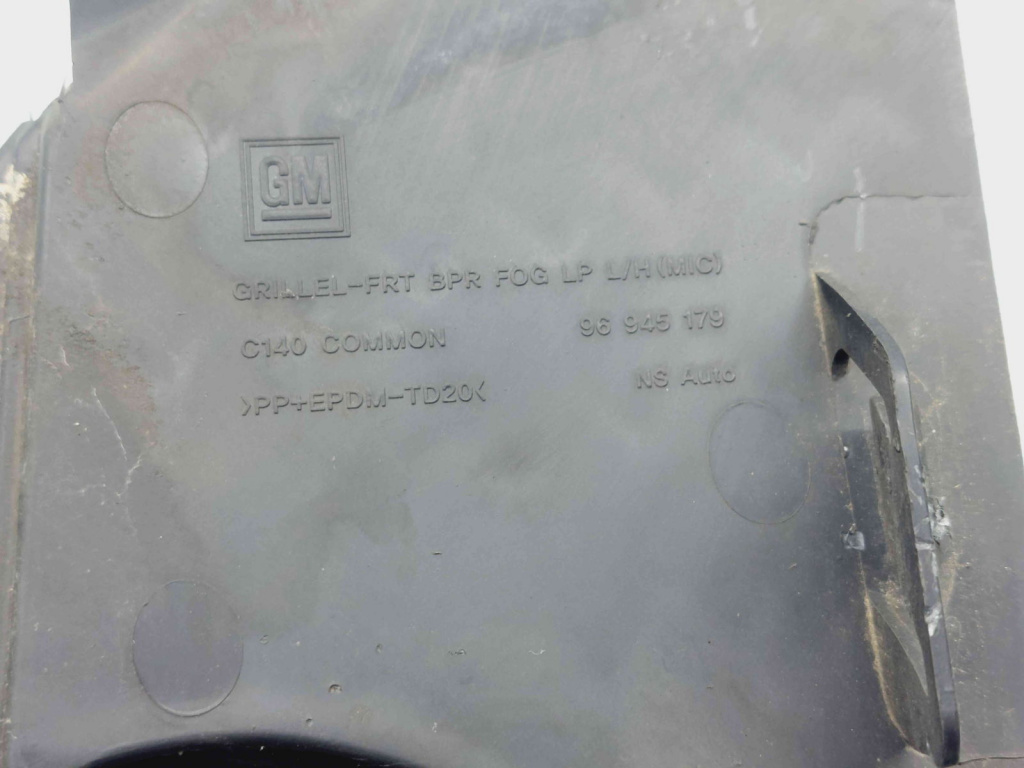 GM
GRILLEL-FRT BPR FOG LP L/H(MIC)
C140 COMMON 96 945 179
>PP+EPDM-TD20< NS Auto